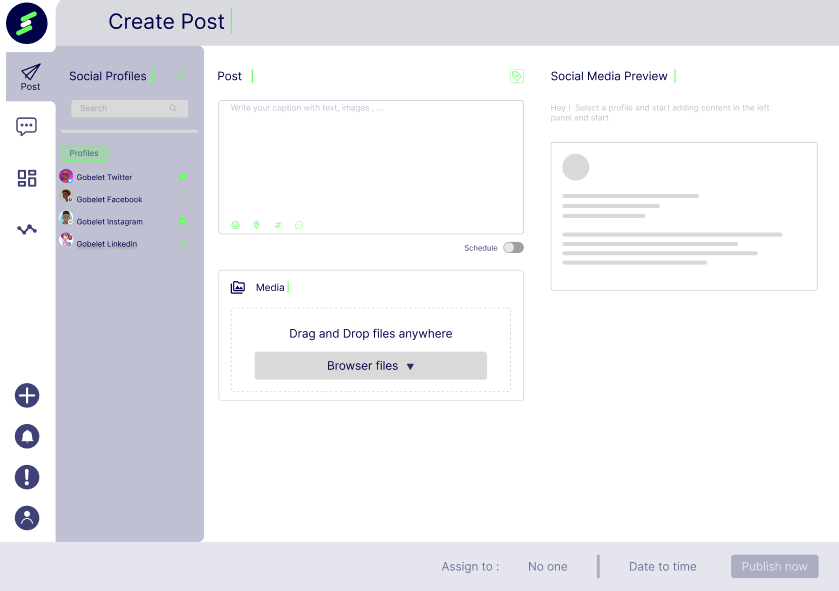 Create Post
Post
Social Profiles
Search
Profiles
Gobelet Twitter
Gobelet Facebook
Gobelet Instagram
Gobelet LinkedIn
Post
Write your caption with text, images , ...
#
Schedule
Media
Drag and Drop files anywhere
Browser files
Social Media Preview
Hey ! Select a profile and start adding content in the left
panel and start
Assign to : No one Date to time Publish now